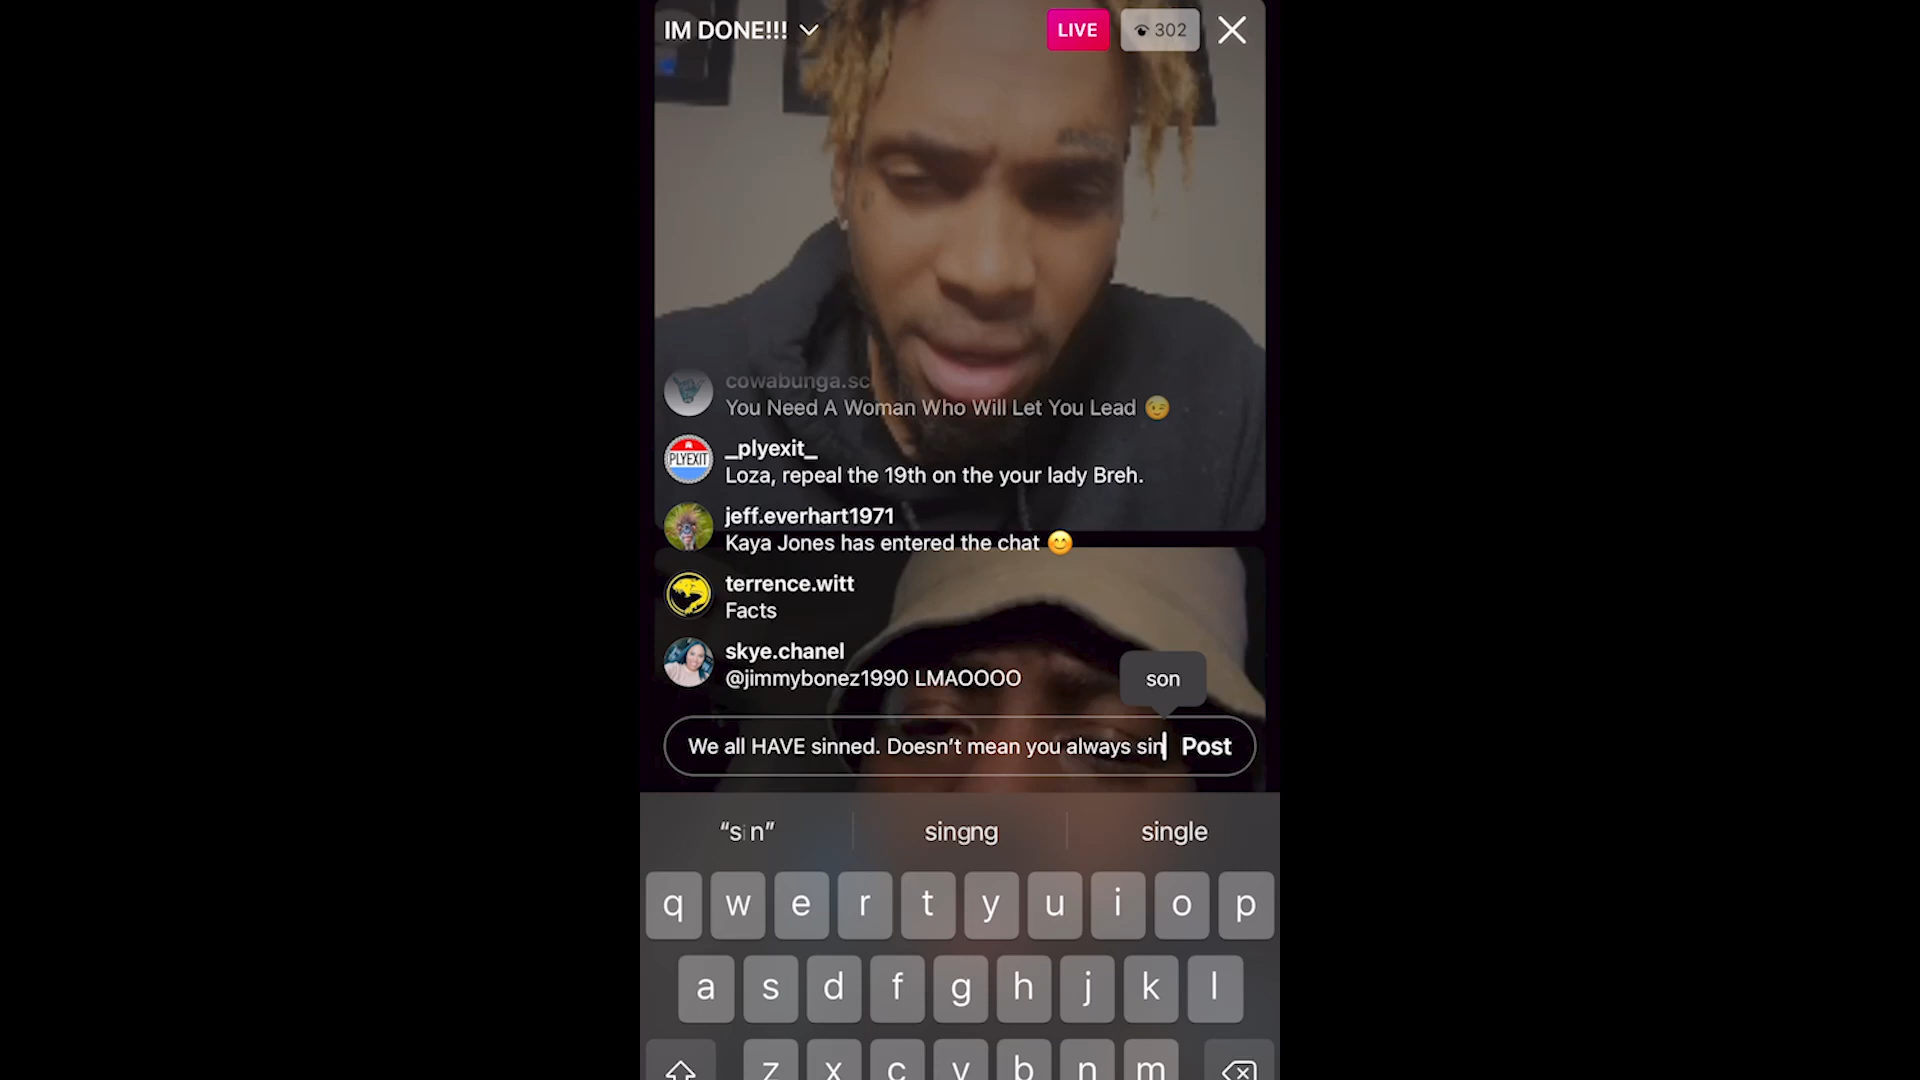 IM DONE!!!
LIVE
302
cowabunga.sc
You Need A Woman Who Will Let You Lead 😉
PLYEXIT
_plyexit_
Loza, repeal the 19th on the your lady Breh.
jeff.everhart1971
Kaya Jones has entered the chat 😊
terrence.witt
Facts
skye.chanel
@jimmybonez1990 LMAOOOO
son
We all HAVE sinned. Doesn’t mean you always sin
Post
“sin” singng single
q w e r t y u i o p
a s d f g h j k l
z x c v b n m